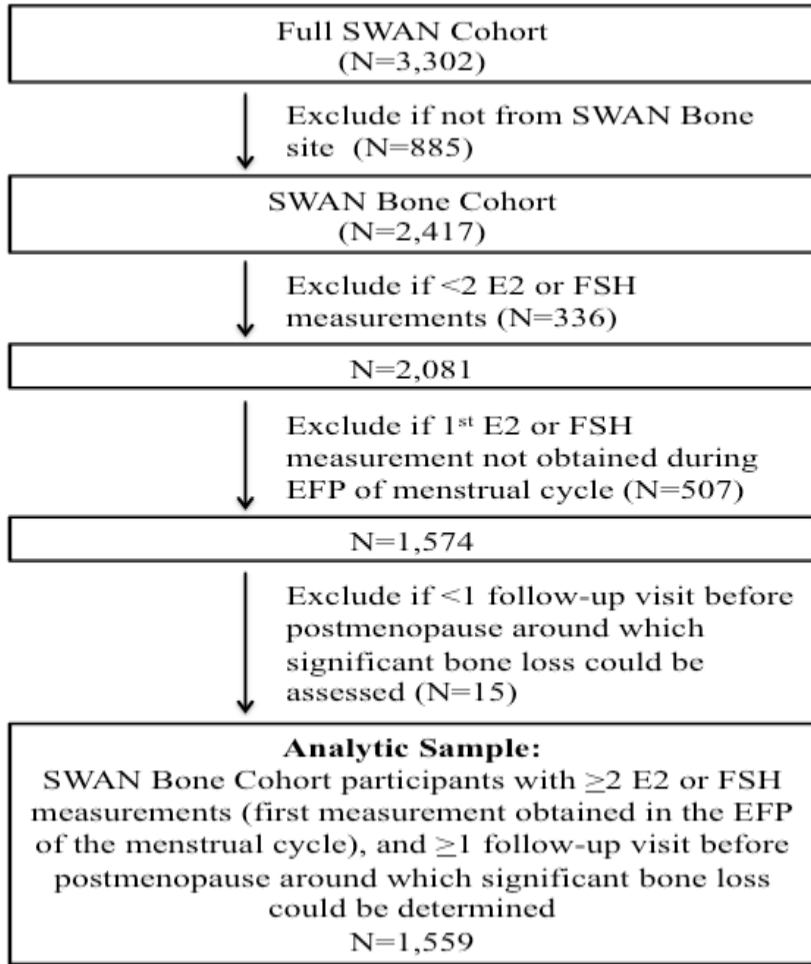 Full SWAN Cohort
(N=3,302)
Exclude if not from SWAN Bone
site (N=885)
SWAN Bone Cohort
(N=2,417)
Exclude if <2 E2 or FSH
measurements (N=336)
N=2,081
Exclude if 1st E2 or FSH
measurement not obtained during
EFP of menstrual cycle (N=507)
N=1,574
Exclude if <1 follow-up visit before
postmenopause around which
significant bone loss could be
assessed (N=15)
Analytic Sample:
SWAN Bone Cohort participants with ≥2 E2 or FSH
measurements (first measurement obtained in the EFP
of the menstrual cycle), and ≥1 follow-up visit before
postmenopause around which significant bone loss
could be determined
N=1,559